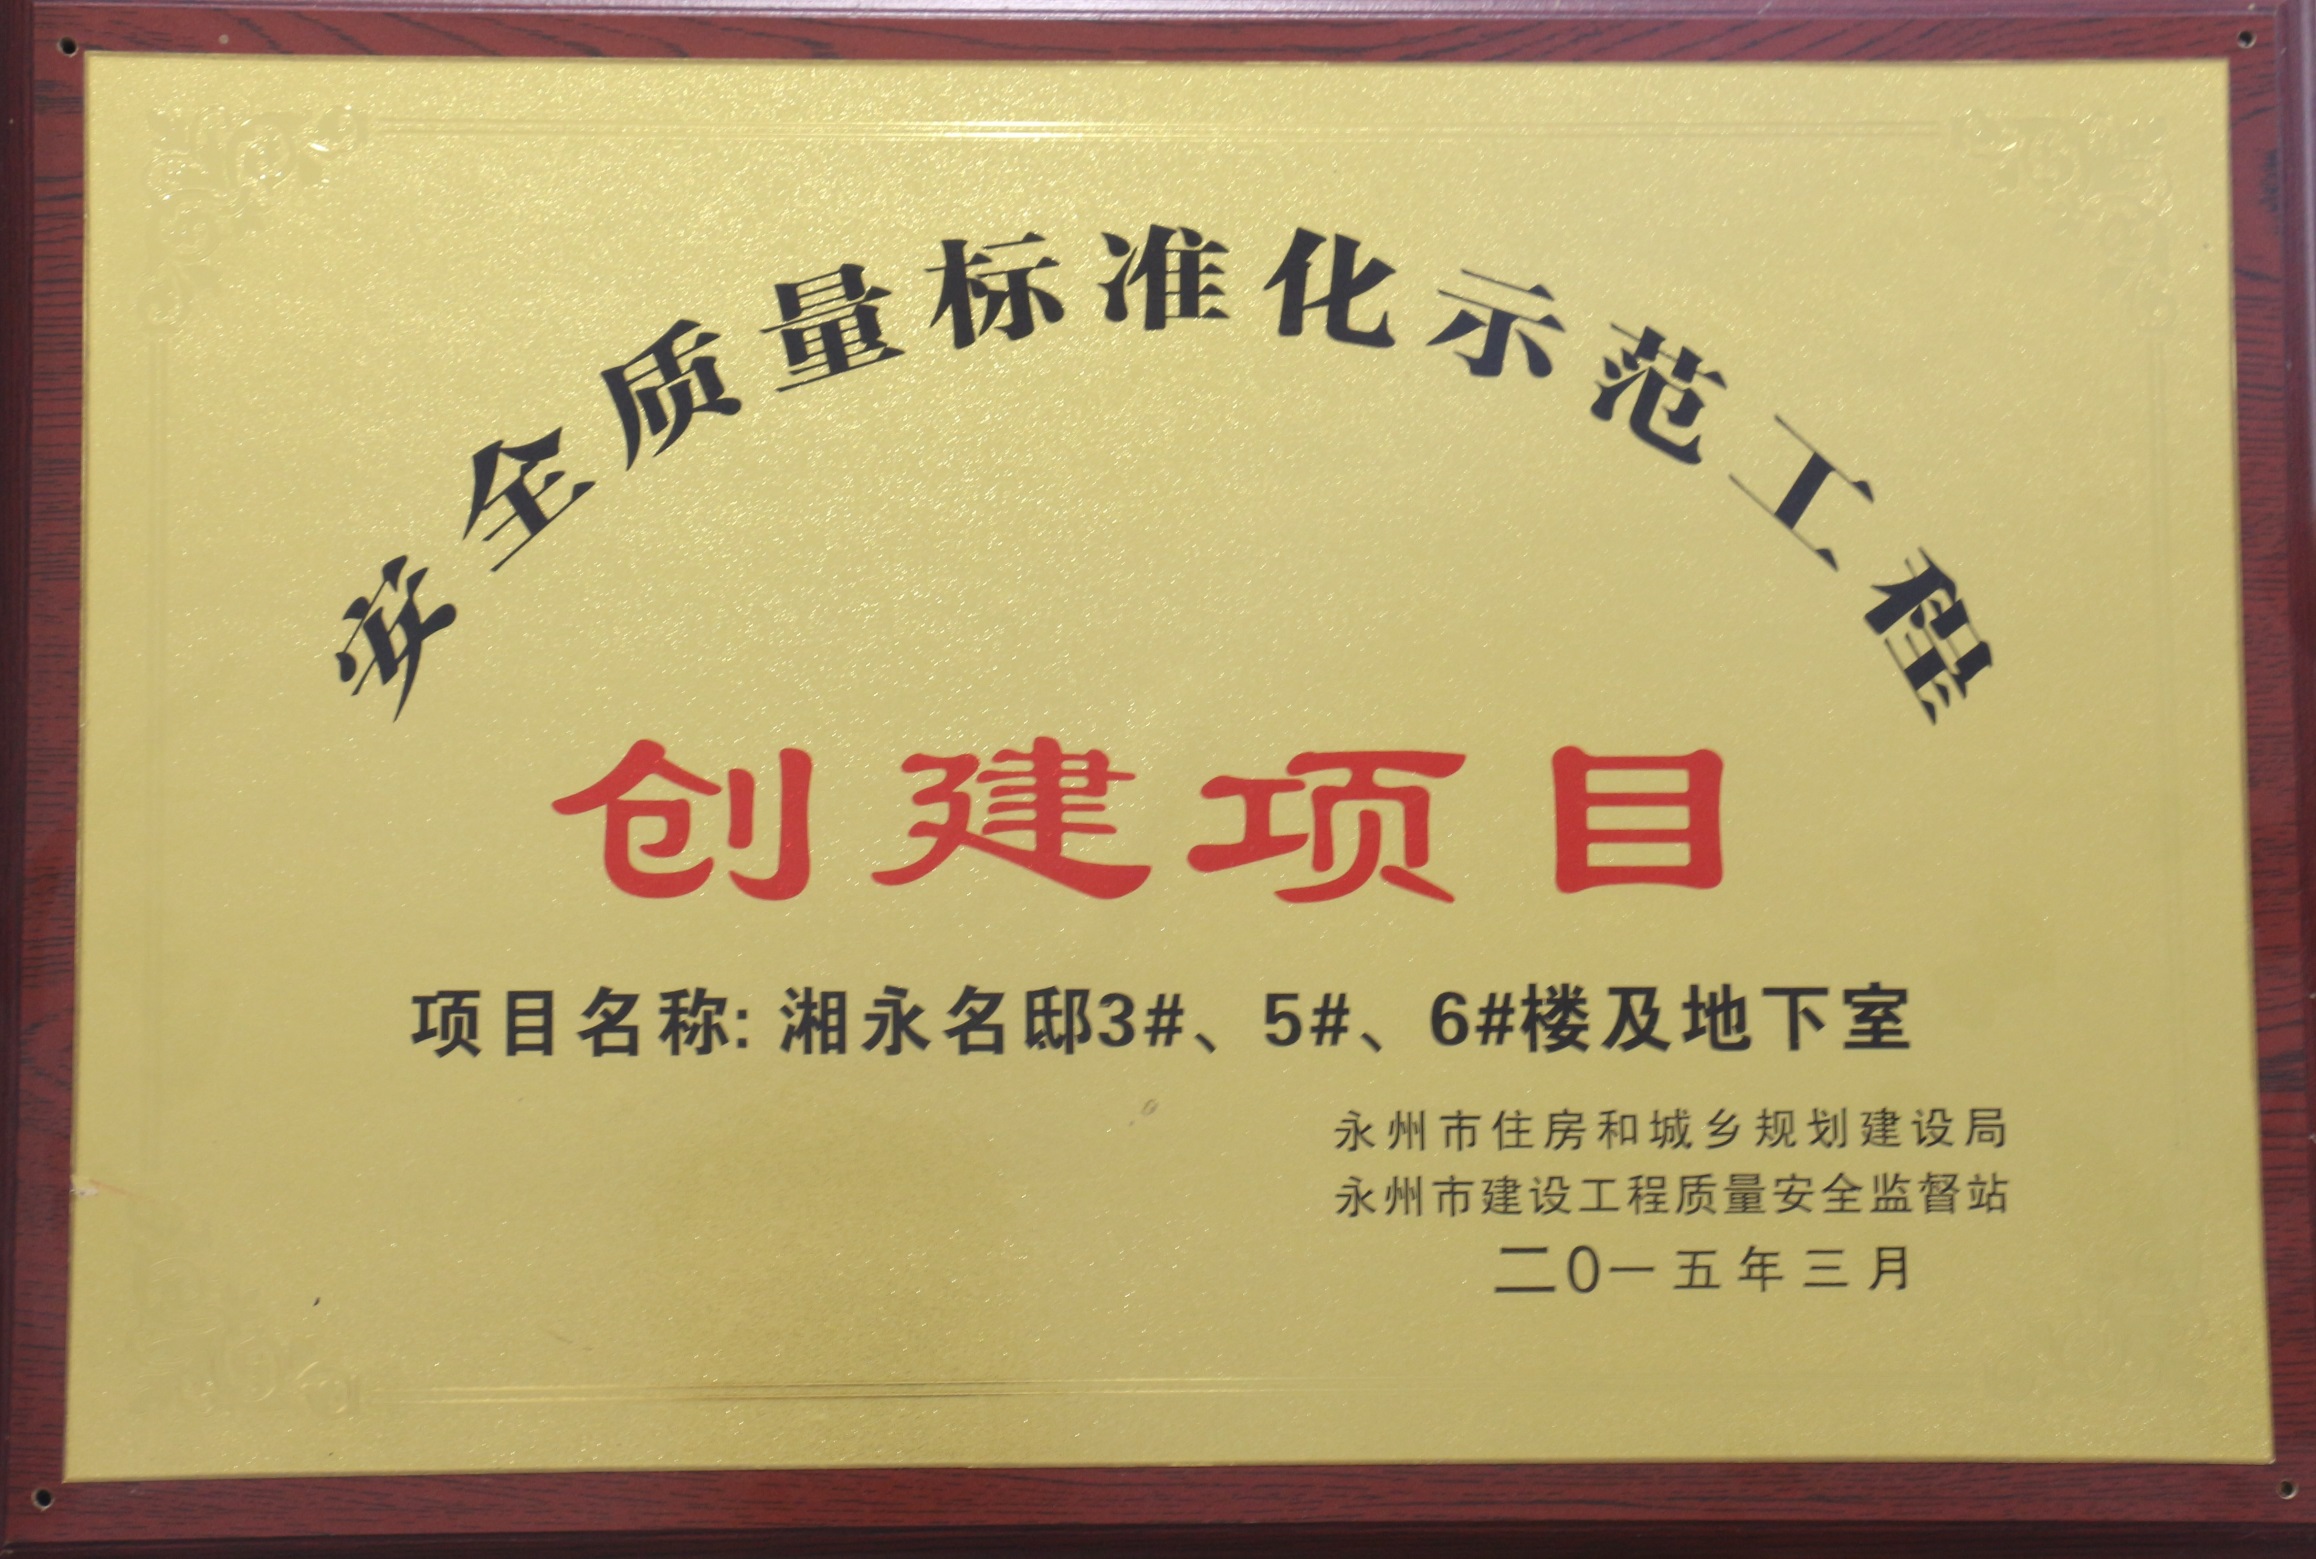 安全质量标准化示范工程
创建项目
项目名称: 湘永名邸3#、5#、6#楼及地下室
永州市住房和城乡规划建设局
永州市建设工程质量安全监督站
二0一五年三月